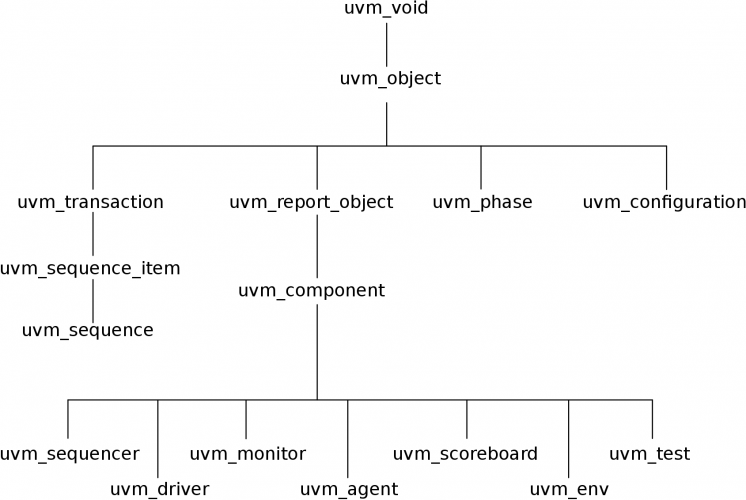 uvm_void
uvm_object
uvm_transaction uvm_report_object uvm_phase uvm_configuration
uvm_sequence_item
uvm_component
uvm_sequence
uvm_sequencer uvm_monitor uvm_scoreboard uvm_test
uvm_driver uvm_agent uvm_env